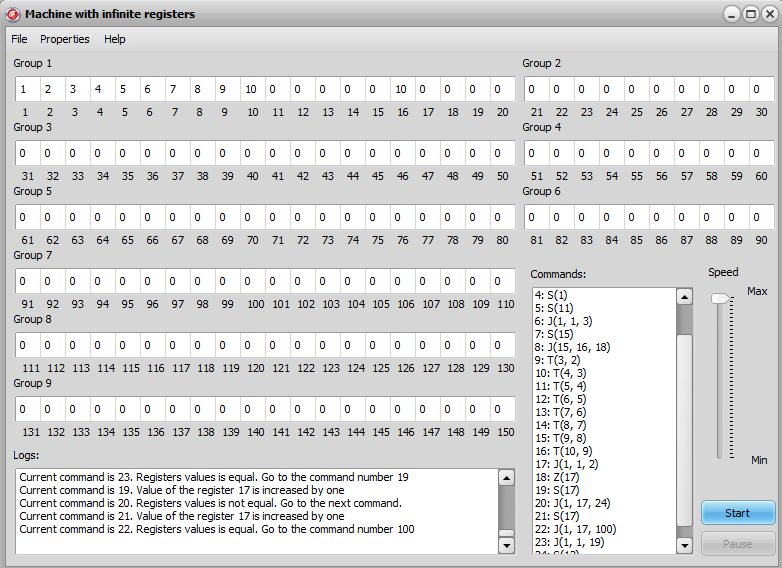 Machine with infinite registers
File Properties Help
Group 1 Group 2
1 2 3 4 5 6 7 8 9 10 0 0 0 0 0 10 0 0 0 0 0 0 0 0 0 0 0 0 0 0
1 2 3 4 5 6 7 8 9 10 11 12 13 14 15 16 17 18 19 20 21 22 23 24 25 26 27 28 29 30
Group 3 Group 4
0 0 0 0 0 0 0 0 0 0 0 0 0 0 0 0 0 0 0 0 0 0 0 0 0 0 0 0 0 0
31 32 33 34 35 36 37 38 39 40 41 42 43 44 45 46 47 48 49 50 51 52 53 54 55 56 57 58 59 60
Group 5 Group 6
0 0 0 0 0 0 0 0 0 0 0 0 0 0 0 0 0 0 0 0 0 0 0 0 0 0 0 0 0 0
61 62 63 64 65 66 67 68 69 70 71 72 73 74 75 76 77 78 79 80 81 82 83 84 85 86 87 88 89 90
Group 7
0 0 0 0 0 0 0 0 0 0 0 0 0 0 0 0 0 0 0 0
91 92 93 94 95 96 97 98 99 100 101 102 103 104 105 106 107 108 109 110
Group 8
0 0 0 0 0 0 0 0 0 0 0 0 0 0 0 0 0 0 0 0
111 112 113 114 115 116 117 118 119 120 121 122 123 124 125 126 127 128 129 130
Group 9
0 0 0 0 0 0 0 0 0 0 0 0 0 0 0 0 0 0 0 0
131 132 133 134 135 136 137 138 139 140 141 142 143 144 145 146 147 148 149 150
Logs:
Current command is 23. Registers values is equal. Go to the command number 19
Current command is 19. Value of the register 17 is increased by one
Current command is 20. Registers values is not equal. Go to the next command.
Current command is 21. Value of the register 17 is increased by one
Current command is 22. Registers values is equal. Go to the command number 100
Commands:
4: S(1)
5: S(11)
6: J(1, 1, 3)
7: S(15)
8: J(15, 16, 18)
9: T(3, 2)
10: T(4, 3)
11: T(5, 4)
12: T(6, 5)
13: T(7, 6)
14: T(8, 7)
15: T(9, 8)
16: T(10, 9)
17: J(1, 1, 2)
18: Z(17)
19: S(17)
20: J(1, 17, 24)
21: S(17)
22: J(1, 17, 100)
23: J(1, 1, 19)
Speed
Max
Min
Start
Pause